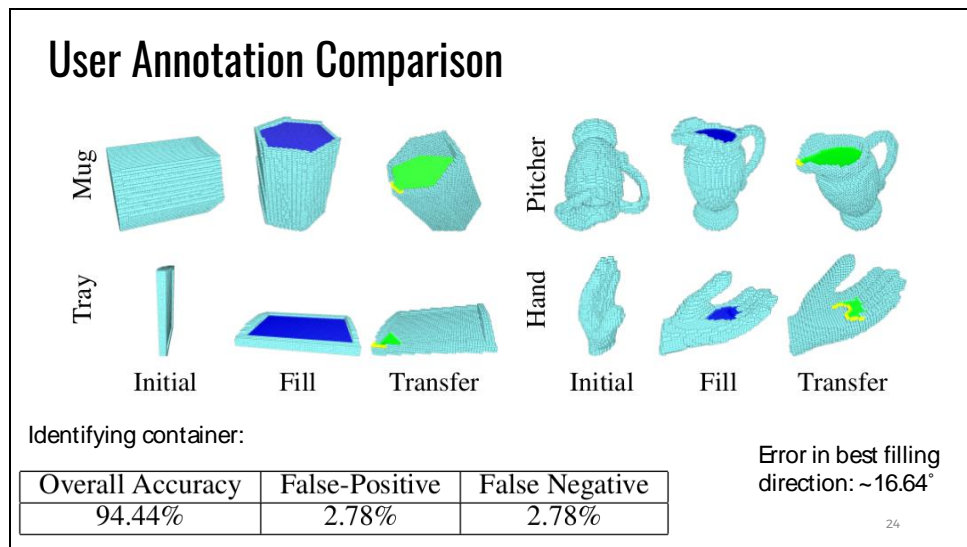 User Annotation Comparison
Mug
Pitcher
Tray
Hand
Initial Fill Transfer Initial Fill Transfer
Identifying container:
Overall Accuracy False-Positive False Negative
94.44% 2.78% 2.78%
Error in best filling
direction: ~16.64°
24